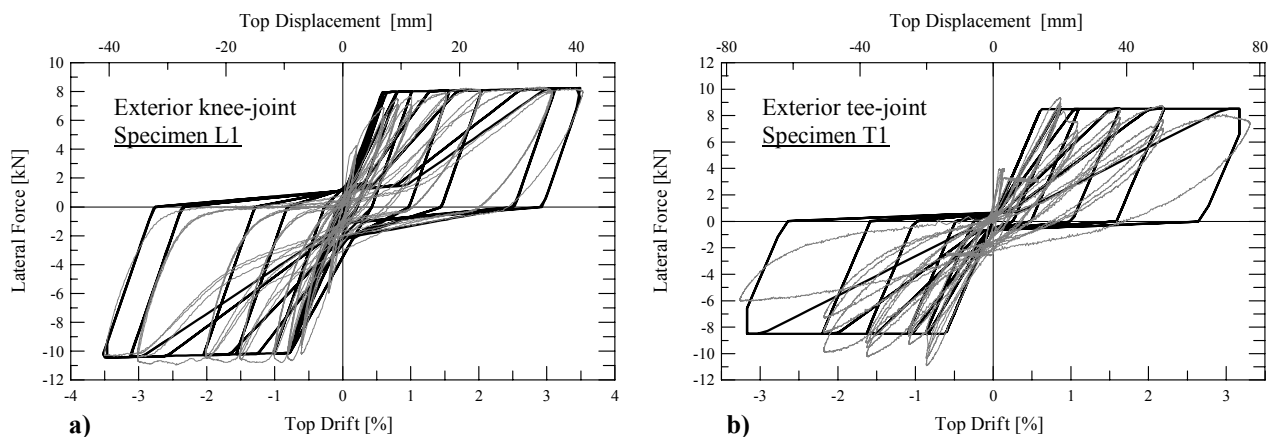 Top Displacement [mm]
-40 -20 0 20 40
10
8
6
4
2
0
-2
-4
-6
-8
-10
-12
Lateral Force [kN]
Exterior knee-joint
Specimen L1
-4 -3 -2 -1 0 1 2 3 4
Top Drift [%]
a)
Top Displacement [mm]
-80 -60 -40 -20 0 20 40 60 80
12
10
8
6
4
2
0
-2
-4
-6
-8
-10
-12
Lateral Force [kN]
Exterior tee-joint
Specimen T1
-3 -2 -1 0 1 2 3
Top Drift [%]
b)